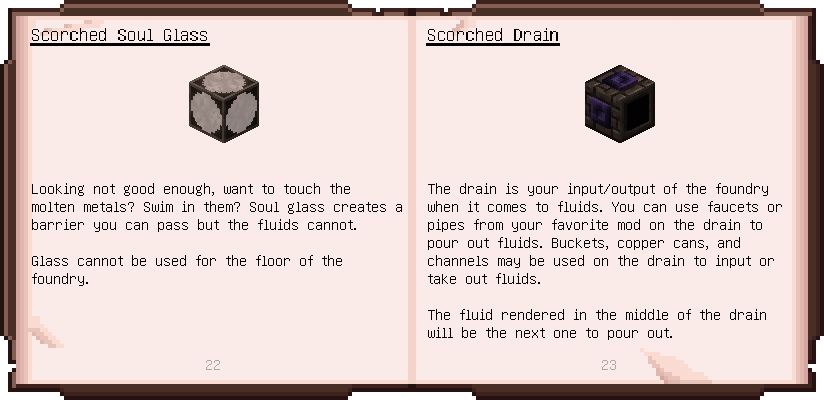 Scorched Soul Glass
Looking not good enough, want to touch the
molten metals? Swim in them? Soul glass creates a
barrier you can pass but the fluids cannot.
Glass cannot be used for the floor of the
foundry.
22
Scorched Drain
The drain is your input/output of the foundry
when it comes to fluids. You can use faucets or
pipes from your favorite mod on the drain to
pour out fluids. Buckets, copper cans, and
channels may be used on the drain to input or
take out fluids.
The fluid rendered in the middle of the drain
will be the next one to pour out.
23